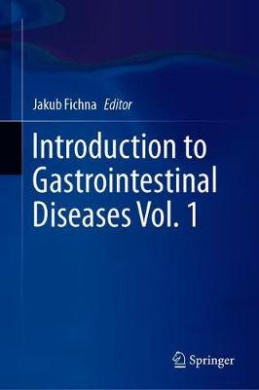 Jakub Fichna Editor
Introduction to
Gastrointestinal
Diseases Vol. 1
Springer